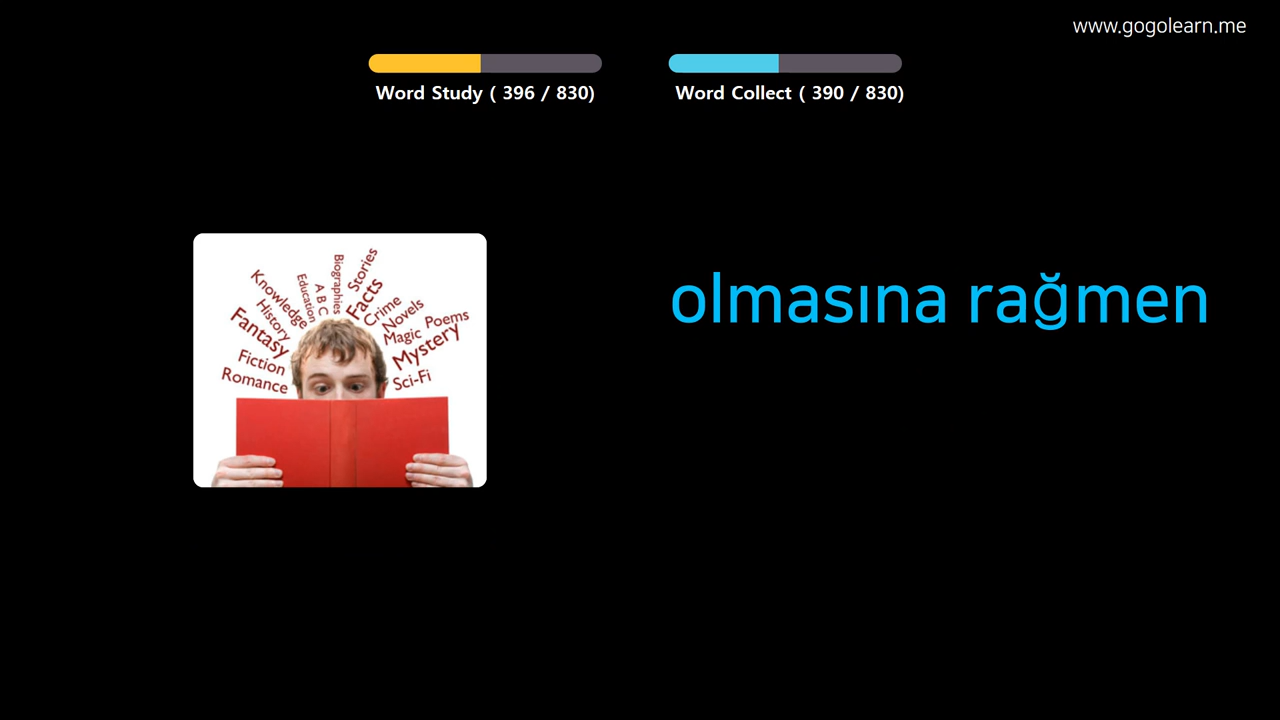 www.gogolearn.me
Word Study ( 396 / 830)
Word Collect ( 390 / 830)
olmasına rağmen
Knowledge
History
Education
A B C
Biographies
Stories
Facts
Crime
Novels
Magic
Poems
Fantasy
Mystery
Fiction
Romance
Sci-Fi